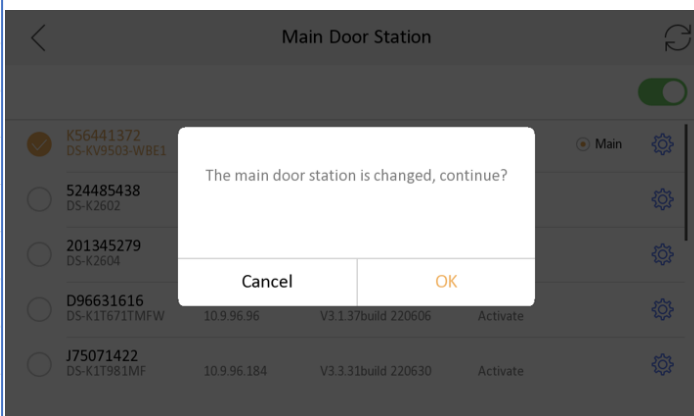 Main Door Station
K56441372
DS-KV9503-WBE1
Main
The main door station is changed, continue?
524485438
DS-K2602
201345279
DS-K2604
Cancel
OK
D96631616
DS-K1T671TMFW 10.9.96.96 V3.1.37build 220606 Activate
J75071422
DS-K1T981MF 10.9.96.184 V3.3.31build 220630 Activate